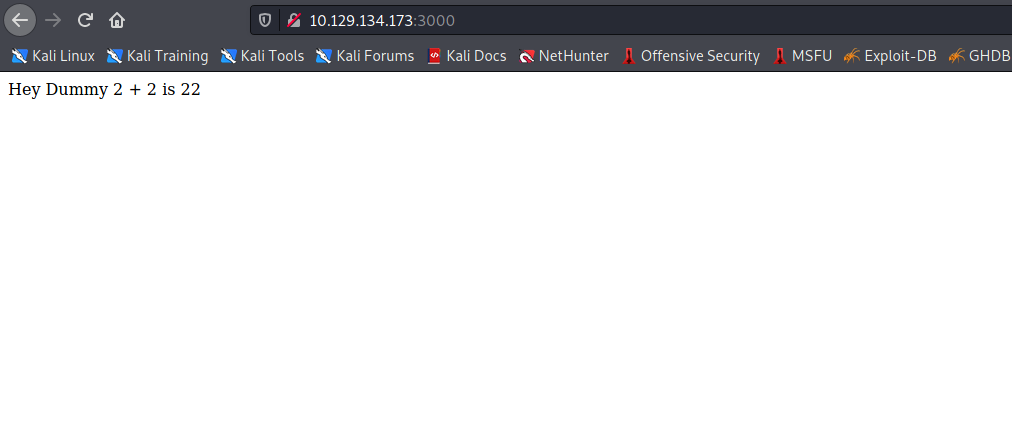 10.129.134.173:3000
Kali Linux Kali Training Kali Tools Kali Forums Kali Docs NetHunter Offensive Security MSFU Exploit-DB GHDB
Hey Dummy 2 + 2 is 22